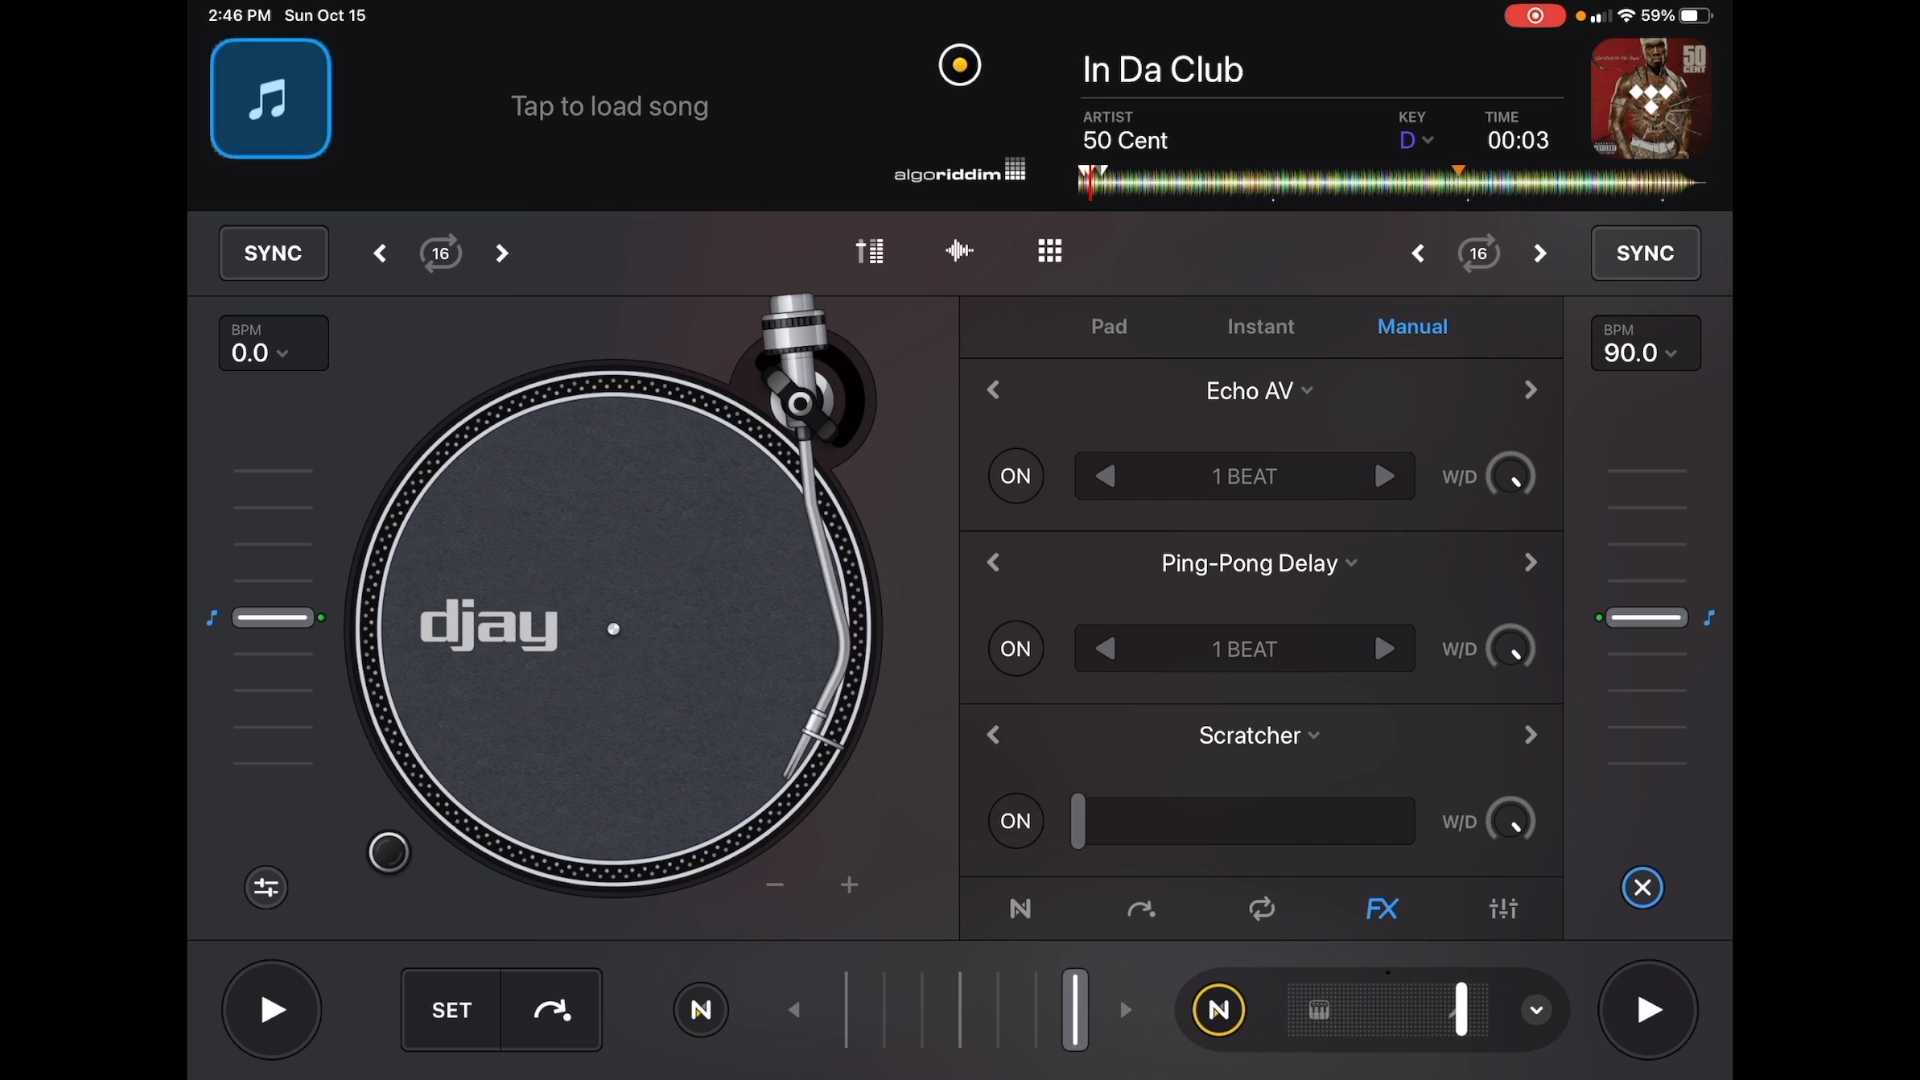 2:46 PM Sun Oct 15
59%
Tap to load song
algoriddim
In Da Club
ARTIST
50 Cent
KEY
D
TIME
00:03
50
CENT
SYNC
16
16
SYNC
BPM
0.0
djay
Pad
Instant
Manual
Echo AV
ON
1 BEAT
W/D
Ping-Pong Delay
ON
1 BEAT
W/D
Scratcher
ON
W/D
FX
BPM
90.0
SET